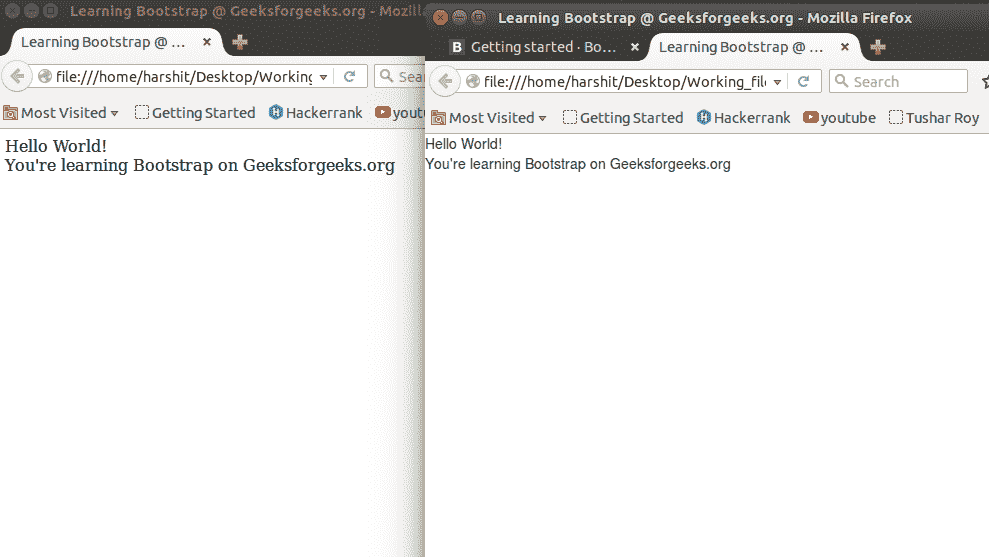 Learning Bootstrap @ Geeksforgeeks.org - Mozilla
Learning Bootstrap @ ...
file:///home/harshit/Desktop/Working
Sea
Most Visited
Getting Started
Hackerrank
yout
Hello World!
You're learning Bootstrap on Geeksforgeeks.org
Learning Bootstrap @ Geeksforgeeks.org - Mozilla Firefox
B Getting started · Bo...
Learning Bootstrap @ ...
file:///home/harshit/Desktop/Working_file
Search
Most Visited
Getting Started
Hackerrank
youtube
Tushar Roy
Hello World!
You're learning Bootstrap on Geeksforgeeks.org